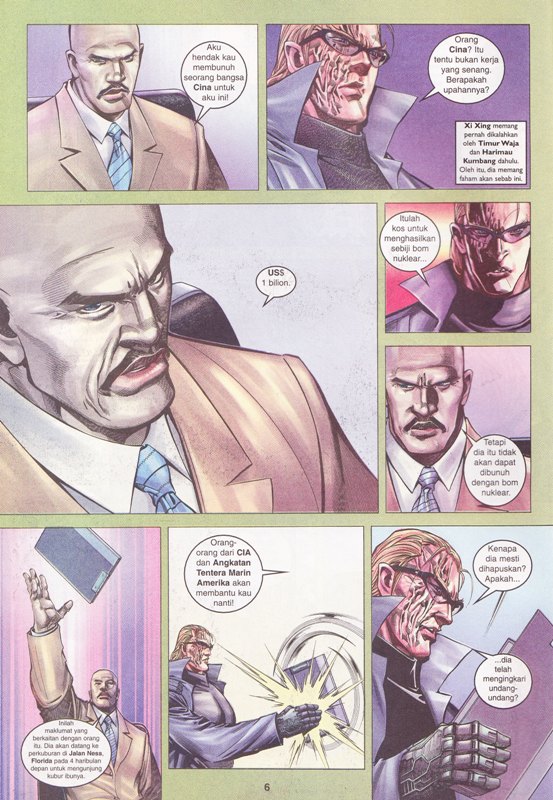 Aku
hendak kau
membunuh
seorang bangsa
Cina untuk
aku ini!
Orang
Cina? Itu
tentu bukan kerja
yang senang.
Berapakah
upahannya?
Xi Xing memang
pernah dikalahkan
oleh Timur Waja
dan Harimau
Kumbang dahulu.
Oleh itu, dia memang
faham akan sebab ini.
US$
1 bilion.
Itulah
kos untuk
menghasilkan
sebiji bom
nuklear...
Tetapi
dia itu tidak
akan dapat
dibunuh
dengan bom
nuklear.
Inilah
maklumat yang
berkaitan dengan orang
itu. Dia akan datang ke
perkuburan di Jalan Ness,
Florida pada 4 haribulan
depan untuk mengunjung
kubur ibunya.
Orang-
orang dari CIA
dan Angkatan
Tentera Marin
Amerika akan
membantu kau
nanti!
Kenapa
dia mesti
dihapuskan?
Apakah...
...dia
telah
mengingkari
undang-
undang?
6